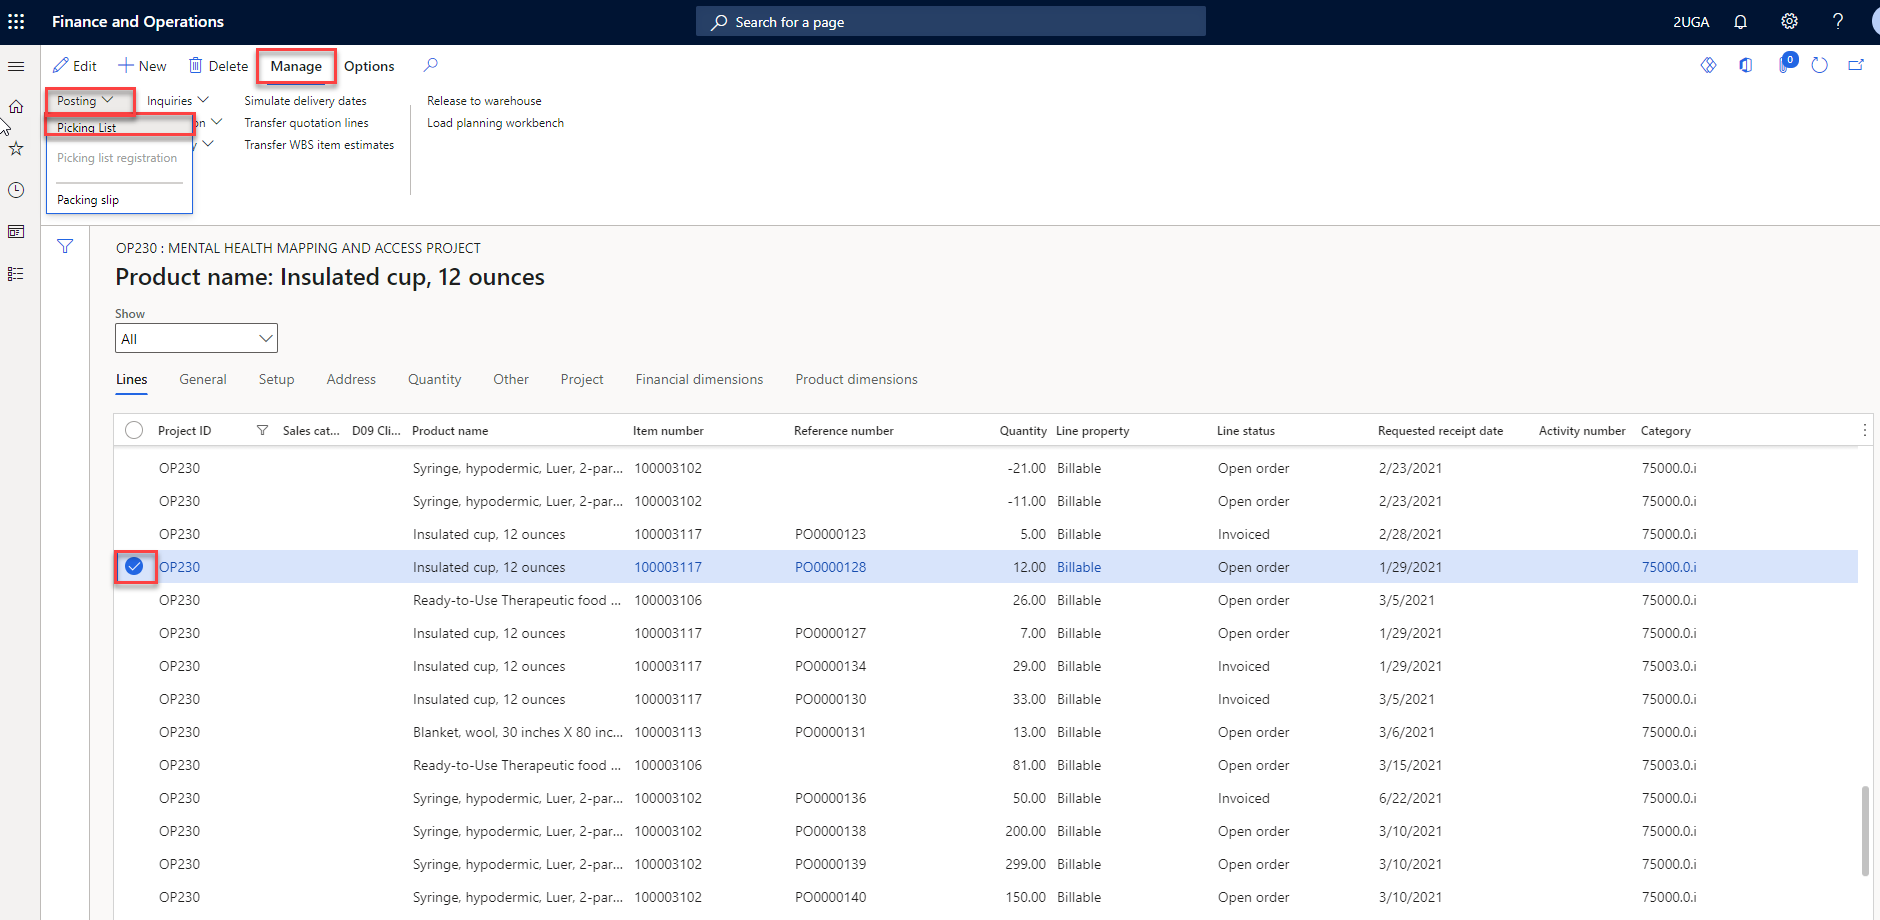 Finance and Operations
Search for a page
2UGA
?
Edit
New
Delete
Manage
Options
0
Posting
Inquiries
Simulate delivery dates
Release to warehouse
Picking List
on
Transfer quotation lines
Load planning workbench
y
Transfer WBS item estimates
Picking list registration
Packing slip
OP230 : MENTAL HEALTH MAPPING AND ACCESS PROJECT
Product name: Insulated cup, 12 ounces
Show
All
Lines General Setup Address Quantity Other Project Financial dimensions Product dimensions
Project ID Sales cat... D09 Cli... Product name Item number Reference number Quantity Line property Line status Requested receipt date Activity number Category
OP230 Syringe, hypodermic, Luer, 2-par... 100003102 -21.00 Billable Open order 2/23/2021 75000.0.i
OP230 Syringe, hypodermic, Luer, 2-par... 100003102 -11.00 Billable Open order 2/23/2021 75000.0.i
OP230 Insulated cup, 12 ounces 100003117 PO0000123 5.00 Billable Invoiced 2/28/2021 75000.0.i
OP230 Insulated cup, 12 ounces 100003117 PO0000128 12.00 Billable Open order 1/29/2021 75000.0.i
OP230 Ready-to-Use Therapeutic food ... 100003106 26.00 Billable Open order 3/5/2021 75000.0.i
OP230 Insulated cup, 12 ounces 100003117 PO0000127 7.00 Billable Open order 1/29/2021 75000.0.i
OP230 Insulated cup, 12 ounces 100003117 PO0000134 29.00 Billable Invoiced 1/29/2021 75003.0.i
OP230 Insulated cup, 12 ounces 100003117 PO0000130 33.00 Billable Invoiced 3/5/2021 75000.0.i
OP230 Blanket, wool, 30 inches X 80 inc... 100003113 PO0000131 13.00 Billable Open order 3/6/2021 75000.0.i
OP230 Ready-to-Use Therapeutic food ... 100003106 81.00 Billable Open order 3/15/2021 75003.0.i
OP230 Syringe, hypodermic, Luer, 2-par... 100003102 PO0000136 50.00 Billable Invoiced 6/22/2021 75000.0.i
OP230 Syringe, hypodermic, Luer, 2-par... 100003102 PO0000138 200.00 Billable Open order 3/10/2021 75000.0.i
OP230 Syringe, hypodermic, Luer, 2-par... 100003102 PO0000139 299.00 Billable Open order 3/10/2021 75000.0.i
OP230 Syringe, hypodermic, Luer, 2-par... 100003102 PO0000140 150.00 Billable Open order 3/10/2021 75000.0.i